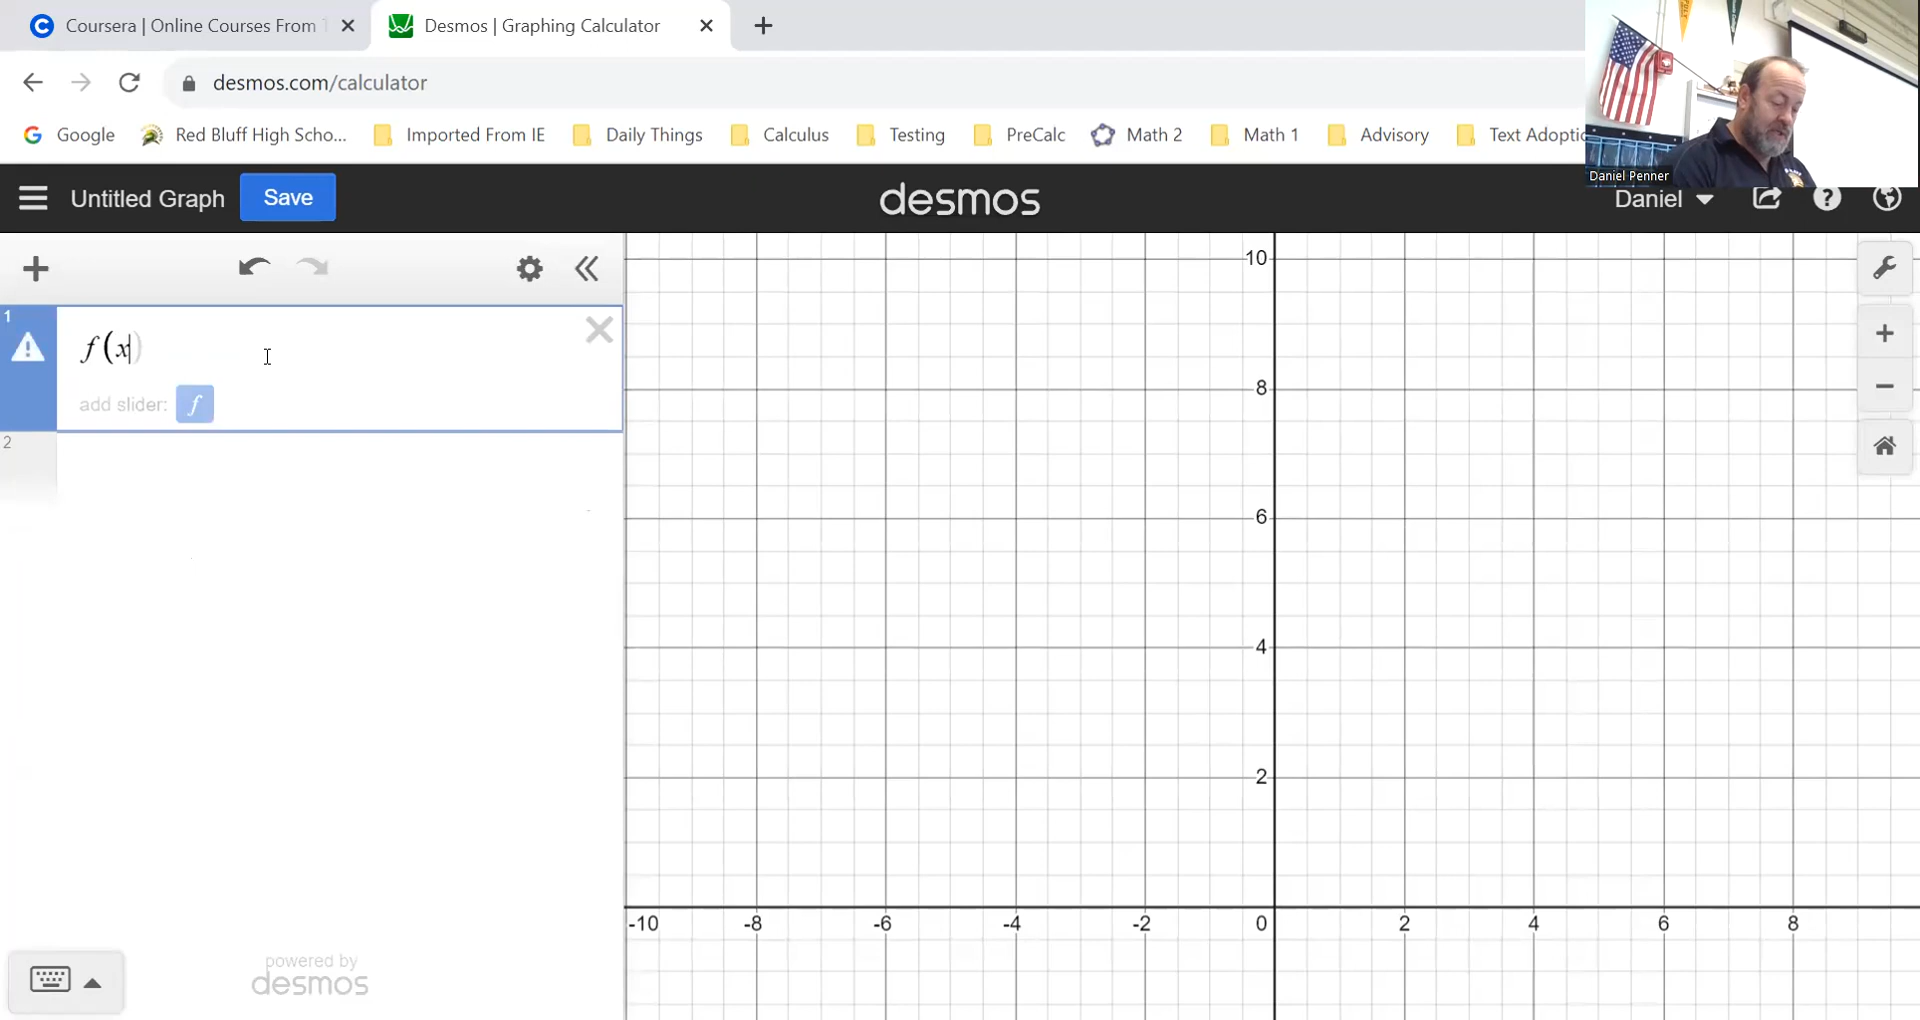 Coursera | Online Courses From T
Desmos | Graphing Calculator
desmos.com/calculator
Google
Red Bluff High Scho...
Imported From IE
Daily Things
Calculus
Testing
PreCalc
Math 2
Math 1
Advisory
Text Adoptio
Daniel Penner
Untitled Graph
Save
desmos
Daniel
1
f(x)
add slider: f
2
10
8
6
4
2
-10 -8 -6 -4 -2 0 2 4 6 8
powered by
desmos